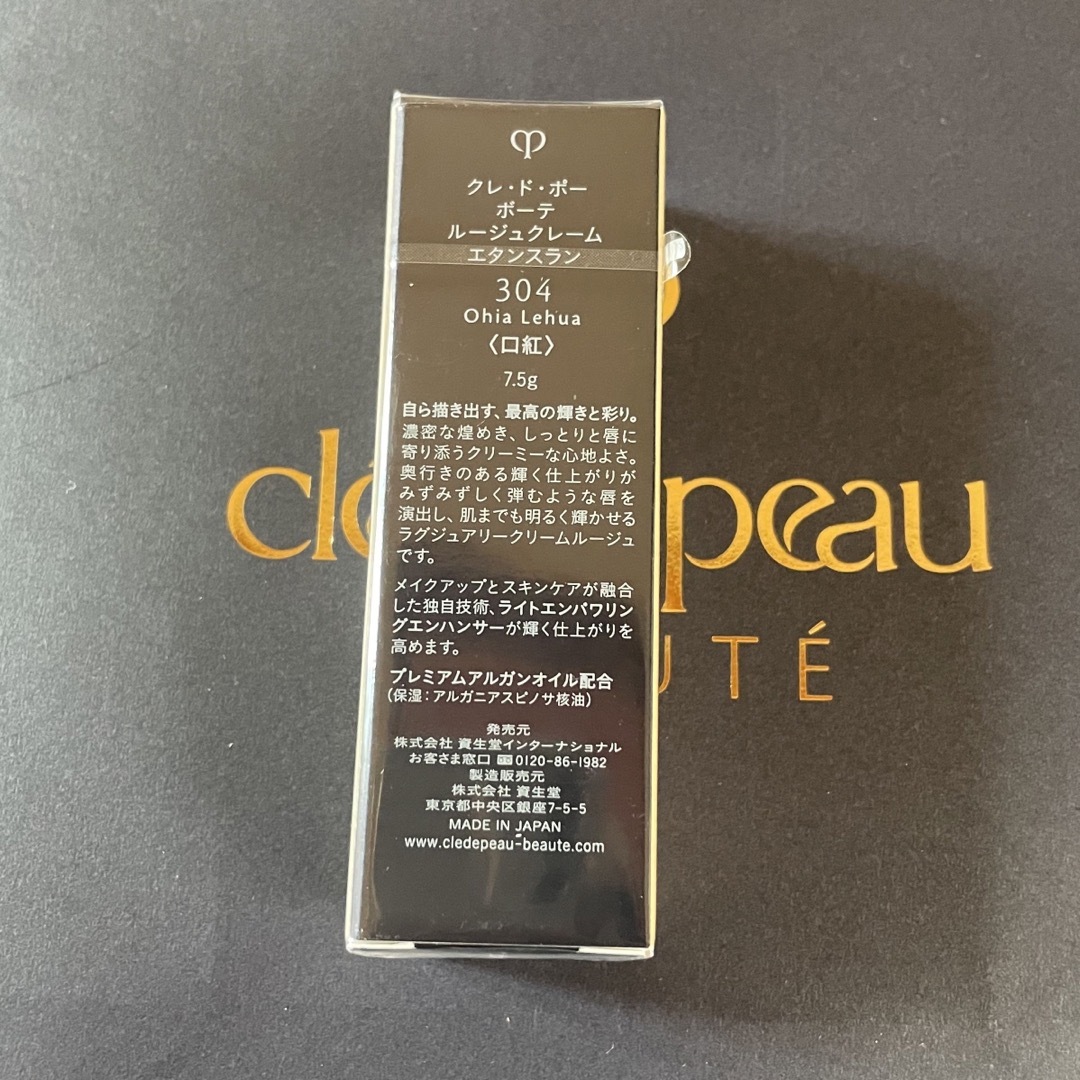 クレ・ド・ポー
ボーテ
ルージュクレーム
エタンスラン
304
Ohia Lehua
〈口紅〉
7.5g
自ら描き出す、最高の輝きと彩り。
濃密な煌めき、しっとりと唇に
寄り添うクリーミーな心地よさ。
奥行きのある輝く仕上がりが
みずみずしく弾むような唇を
演出し、肌までも明るく輝かせる
ラグジュアリークリームルージュ
です。
メイクアップとスキンケアが融合
した独自技術、ライトエンパワリン
グエンハンサーが輝く仕上がりを
高めます。
プレミアムアルガンオイル配合
(保湿：アルガニアスピノサ核油)
発売元
株式会社 資生堂インターナショナル
お客さま窓口 0120-86-1982
製造販売元
株式会社 資生堂
東京都中央区銀座7-5-5
MADE IN JAPAN
www.cledepeau-beaute.com
clé peau
UTÉ